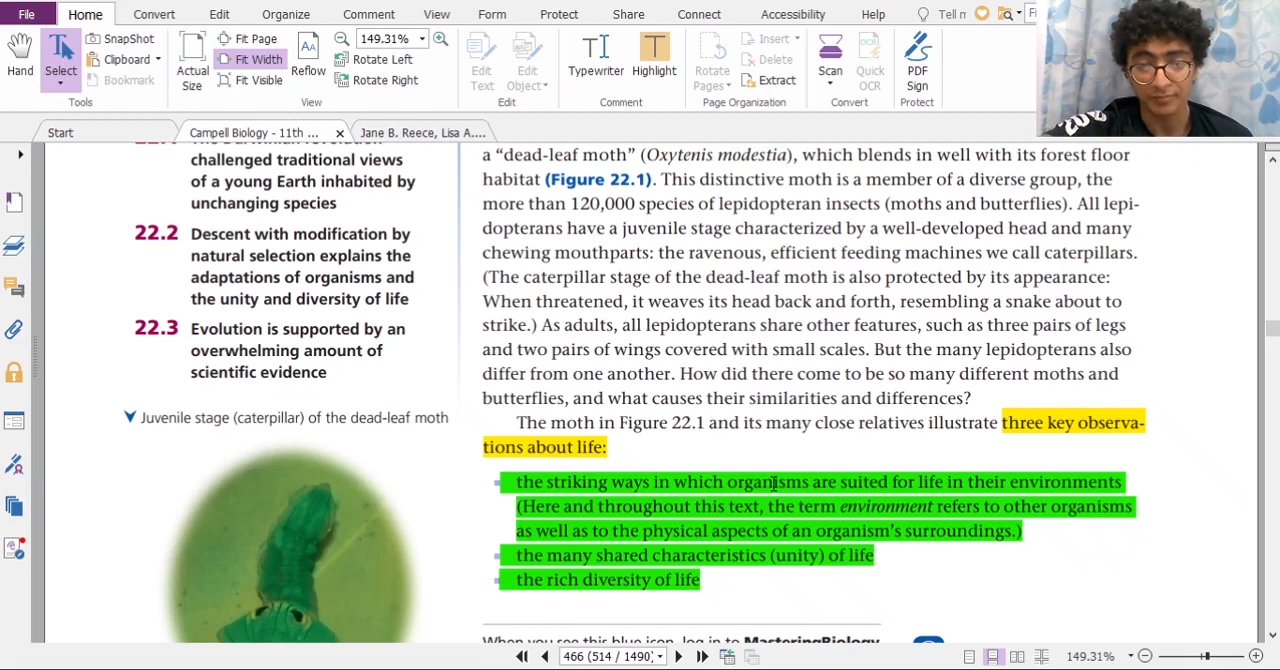 File Home Convert Edit Organize Comment View Form Protect Share Connect Accessibility Help Tell
SnapShot
Clipboard
Bookmark
Hand Select
Tools
Actual Size
Fit Page
Fit Width
Fit Visible
Reflow
149.31%
Rotate Left
Rotate Right
View
Edit Text
Edit Object
Edit
Typewriter Highlight
Comment
Rotate Pages
Insert
Delete
Extract
Page Organization
Scan Quick OCR
Convert
PDF Sign
Protect
Start Campell Biology - 11th ... Jane B. Reece, Lisa A....
challenged traditional views
of a young Earth inhabited by
unchanging species
22.2 Descent with modification by
natural selection explains the
adaptations of organisms and
the unity and diversity of life
22.3 Evolution is supported by an
overwhelming amount of
scientific evidence
Juvenile stage (caterpillar) of the dead-leaf moth
a “dead-leaf moth” (Oxytenis modestia), which blends in well with its forest floor
habitat (Figure 22.1). This distinctive moth is a member of a diverse group, the
more than 120,000 species of lepidopteran insects (moths and butterflies). All lepi-
dopterans have a juvenile stage characterized by a well-developed head and many
chewing mouthparts: the ravenous, efficient feeding machines we call caterpillars.
(The caterpillar stage of the dead-leaf moth is also protected by its appearance:
When threatened, it weaves its head back and forth, resembling a snake about to
strike.) As adults, all lepidopterans share other features, such as three pairs of legs
and two pairs of wings covered with small scales. But the many lepidopterans also
differ from one another. How did there come to be so many different moths and
butterflies, and what causes their similarities and differences?
The moth in Figure 22.1 and its many close relatives illustrate three key observa-
tions about life:
the striking ways in which organisms are suited for life in their environments
(Here and throughout this text, the term environment refers to other organisms
as well as to the physical aspects of an organism’s surroundings.)
the many shared characteristics (unity) of life
the rich diversity of life
When you see this blue icon, log in to MasteringBiology
466 (514 / 1490) 149.31%